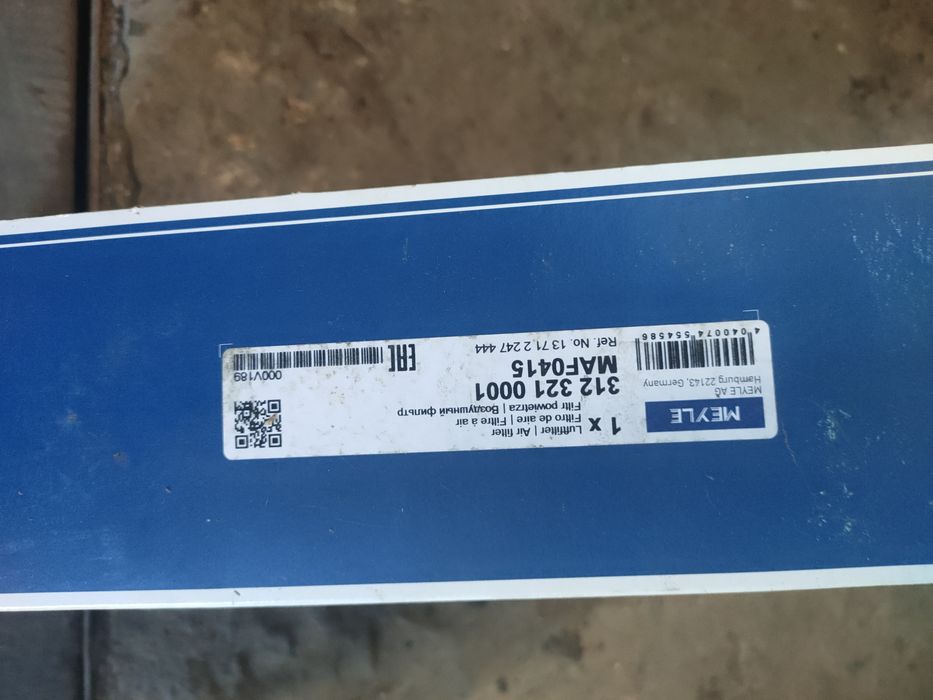 MEYLE
MEYLE AG
Hamburg 22143, Germany
4 040074 554586
1 x
Luftfilter | Air filter
Filtro de aire | Filtre à air
Filtr powietrza | Воздушный фильтр
312 321 0001
MAF0415
Ref. No. 13 71 2 247 444
EAC
000V189